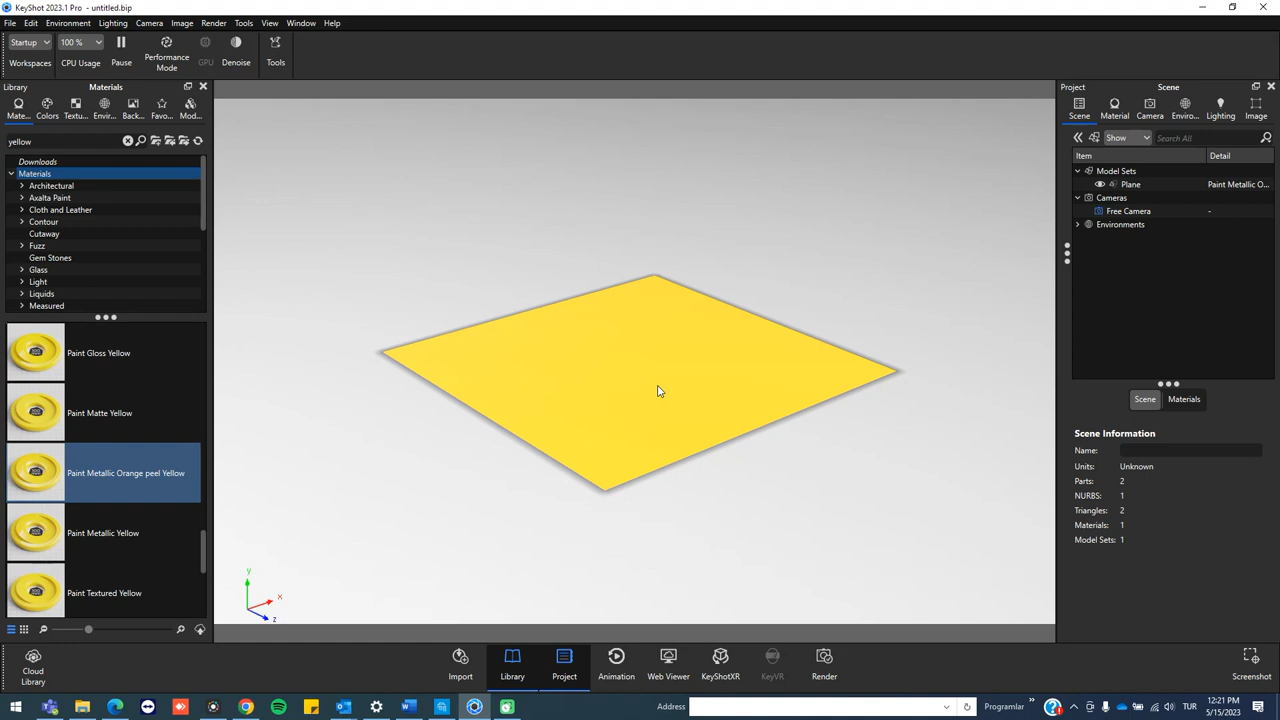 KeyShot 2023.1 Pro - untitled.bip
File Edit Environment Lighting Camera Image Render Tools View Window Help
Startup 100 %
Workspaces CPU Usage Pause Performance Mode GPU Denoise Tools
Library Materials
Mate... Colors Textu... Envir... Back... Favo... Mod...
yellow
Downloads
Materials
Architectural
Axalta Paint
Cloth and Leather
Contour
Cutaway
Fuzz
Gem Stones
Glass
Light
Liquids
Measured
Paint Gloss Yellow
Paint Matte Yellow
Paint Metallic Orange peel Yellow
Paint Metallic Yellow
Paint Textured Yellow
y
x
z
Project Scene
Scene Material Camera Enviro... Lighting Image
Show Search All
Item Detail
Model Sets
Plane Paint Metallic O...
Cameras
Free Camera -
Environments
Scene Materials
Scene Information
Name:
Units: Unknown
Parts: 2
NURBS: 1
Triangles: 2
Materials: 1
Model Sets: 1
Cloud Library
Import Library Project Animation Web Viewer KeyShotXR KeyVR Render
Screenshot
Address Programlar
TUR
12:21 PM
5/15/2023